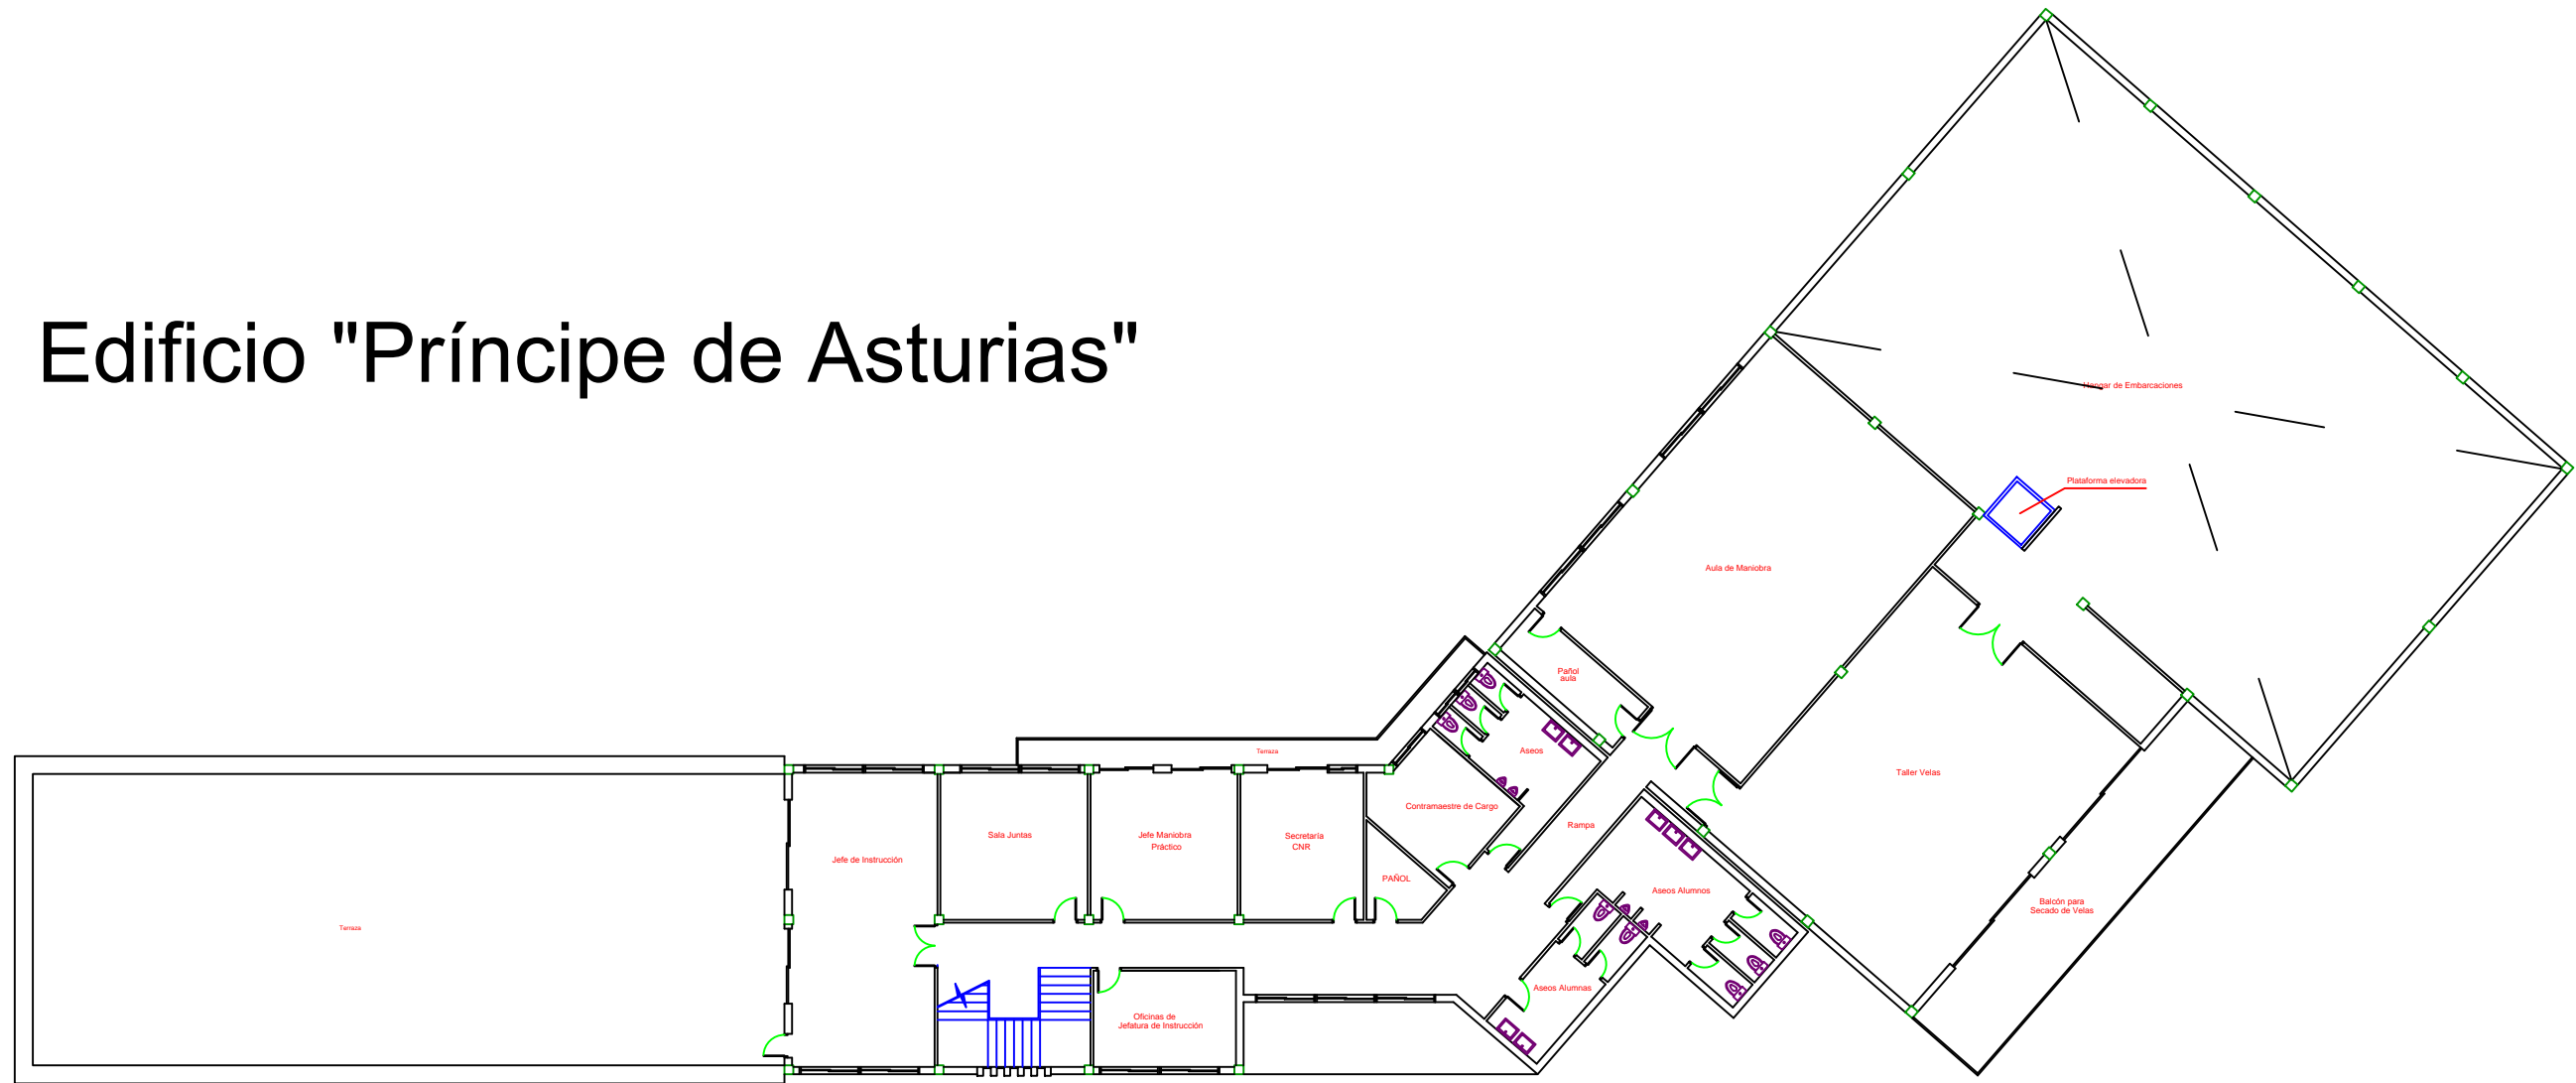 Edificio "Príncipe de Asturias"
Hangar de Embarcaciones
Plataforma elevadora
Aula de Maniobra
Pañol
aula
Aseos
Terraza
Taller Velas
Contramaestre de Cargo
Rampa
Sala Juntas
Jefe Maniobra
Práctico
Secretaría
CNR
Jefe de Instrucción
PAÑOL
Aseos Alumnos
Balcón para
Secado de Velas
Terraza
Aseos Alumnas
Oficinas de
Jefatura de Instrucción